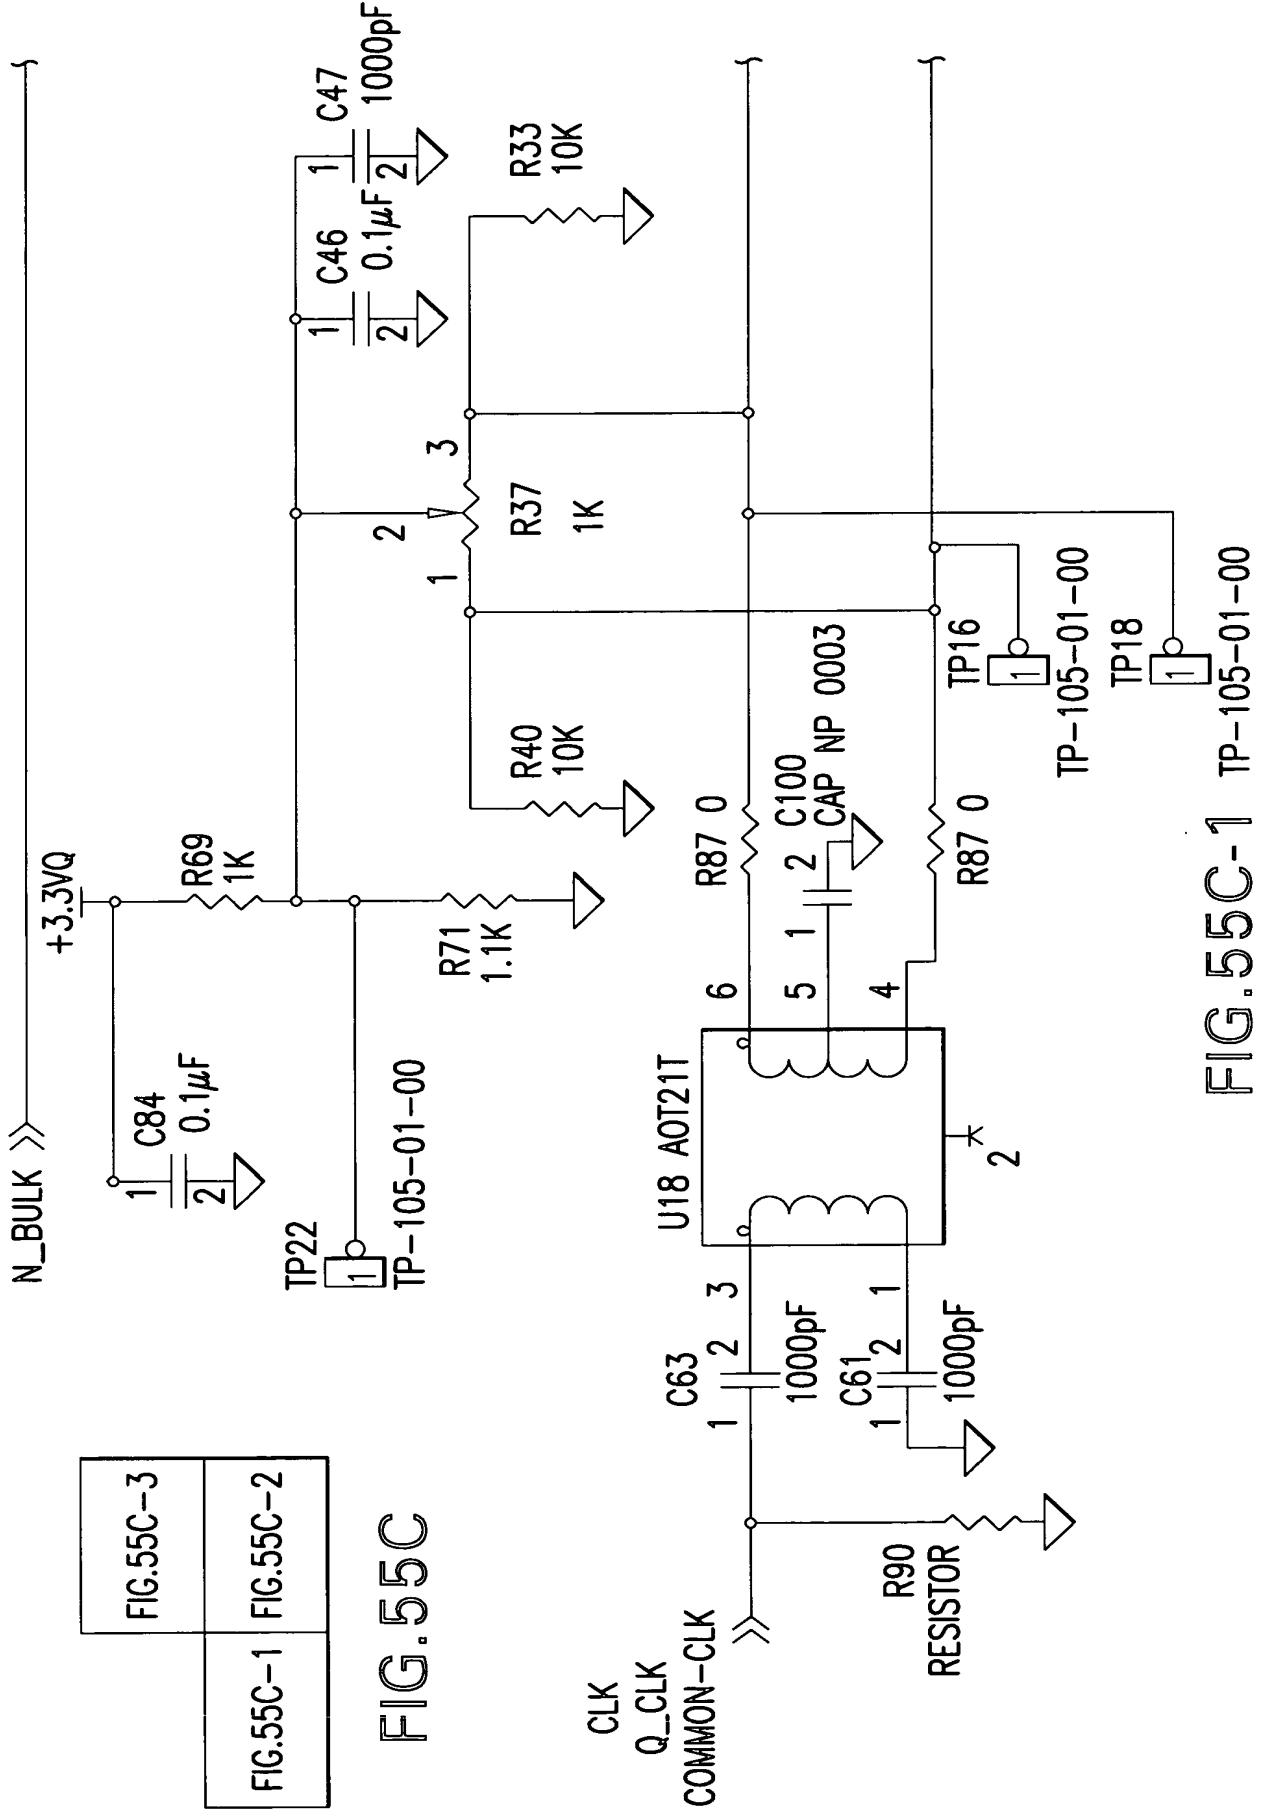 N_BULK
+3.3VQ
C84
0.1µF
1
2
R69
1K
TP22
1
TP-105-01-00
R71
1.1K
C46
0.1µF
1
2
C47
1000pF
1
2
R37
1K
1
2
3
R40
10K
R33
10K
FIG.55C-3
FIG.55C-1
FIG.55C-2
FIG.55C
CLK
Q_CLK
COMMON-CLK
R90
RESISTOR
C63
1
2
1000pF
C61
1
2
1000pF
U18 AOT21T
3
1
6
5
4
2
R87 0
C100
CAP NP 0003
1
2
R87 0
TP16
1
TP-105-01-00
TP18
1
TP-105-01-00
FIG.55C-1